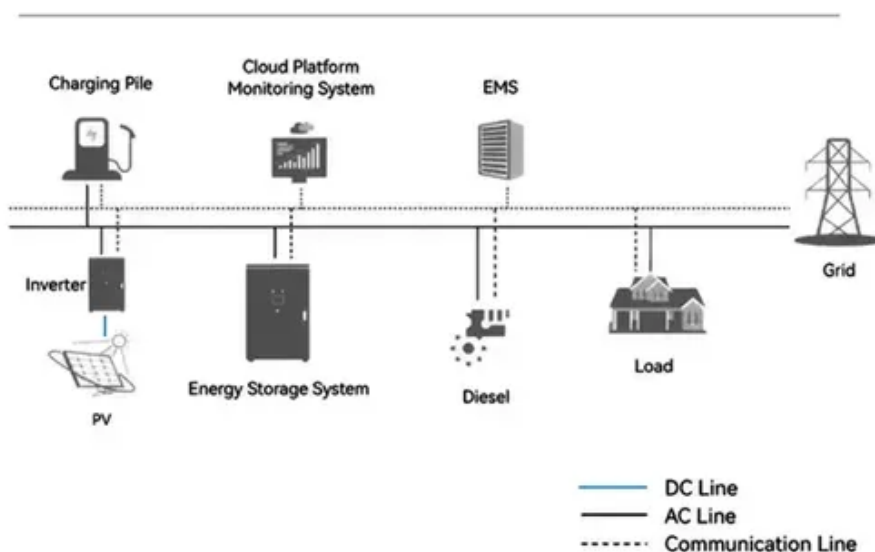 Charging Pile
Cloud Platform
Monitoring System
EMS
Inverter
Grid
PV
Energy Storage System
Diesel
Load
DC Line
AC Line
Communication Line